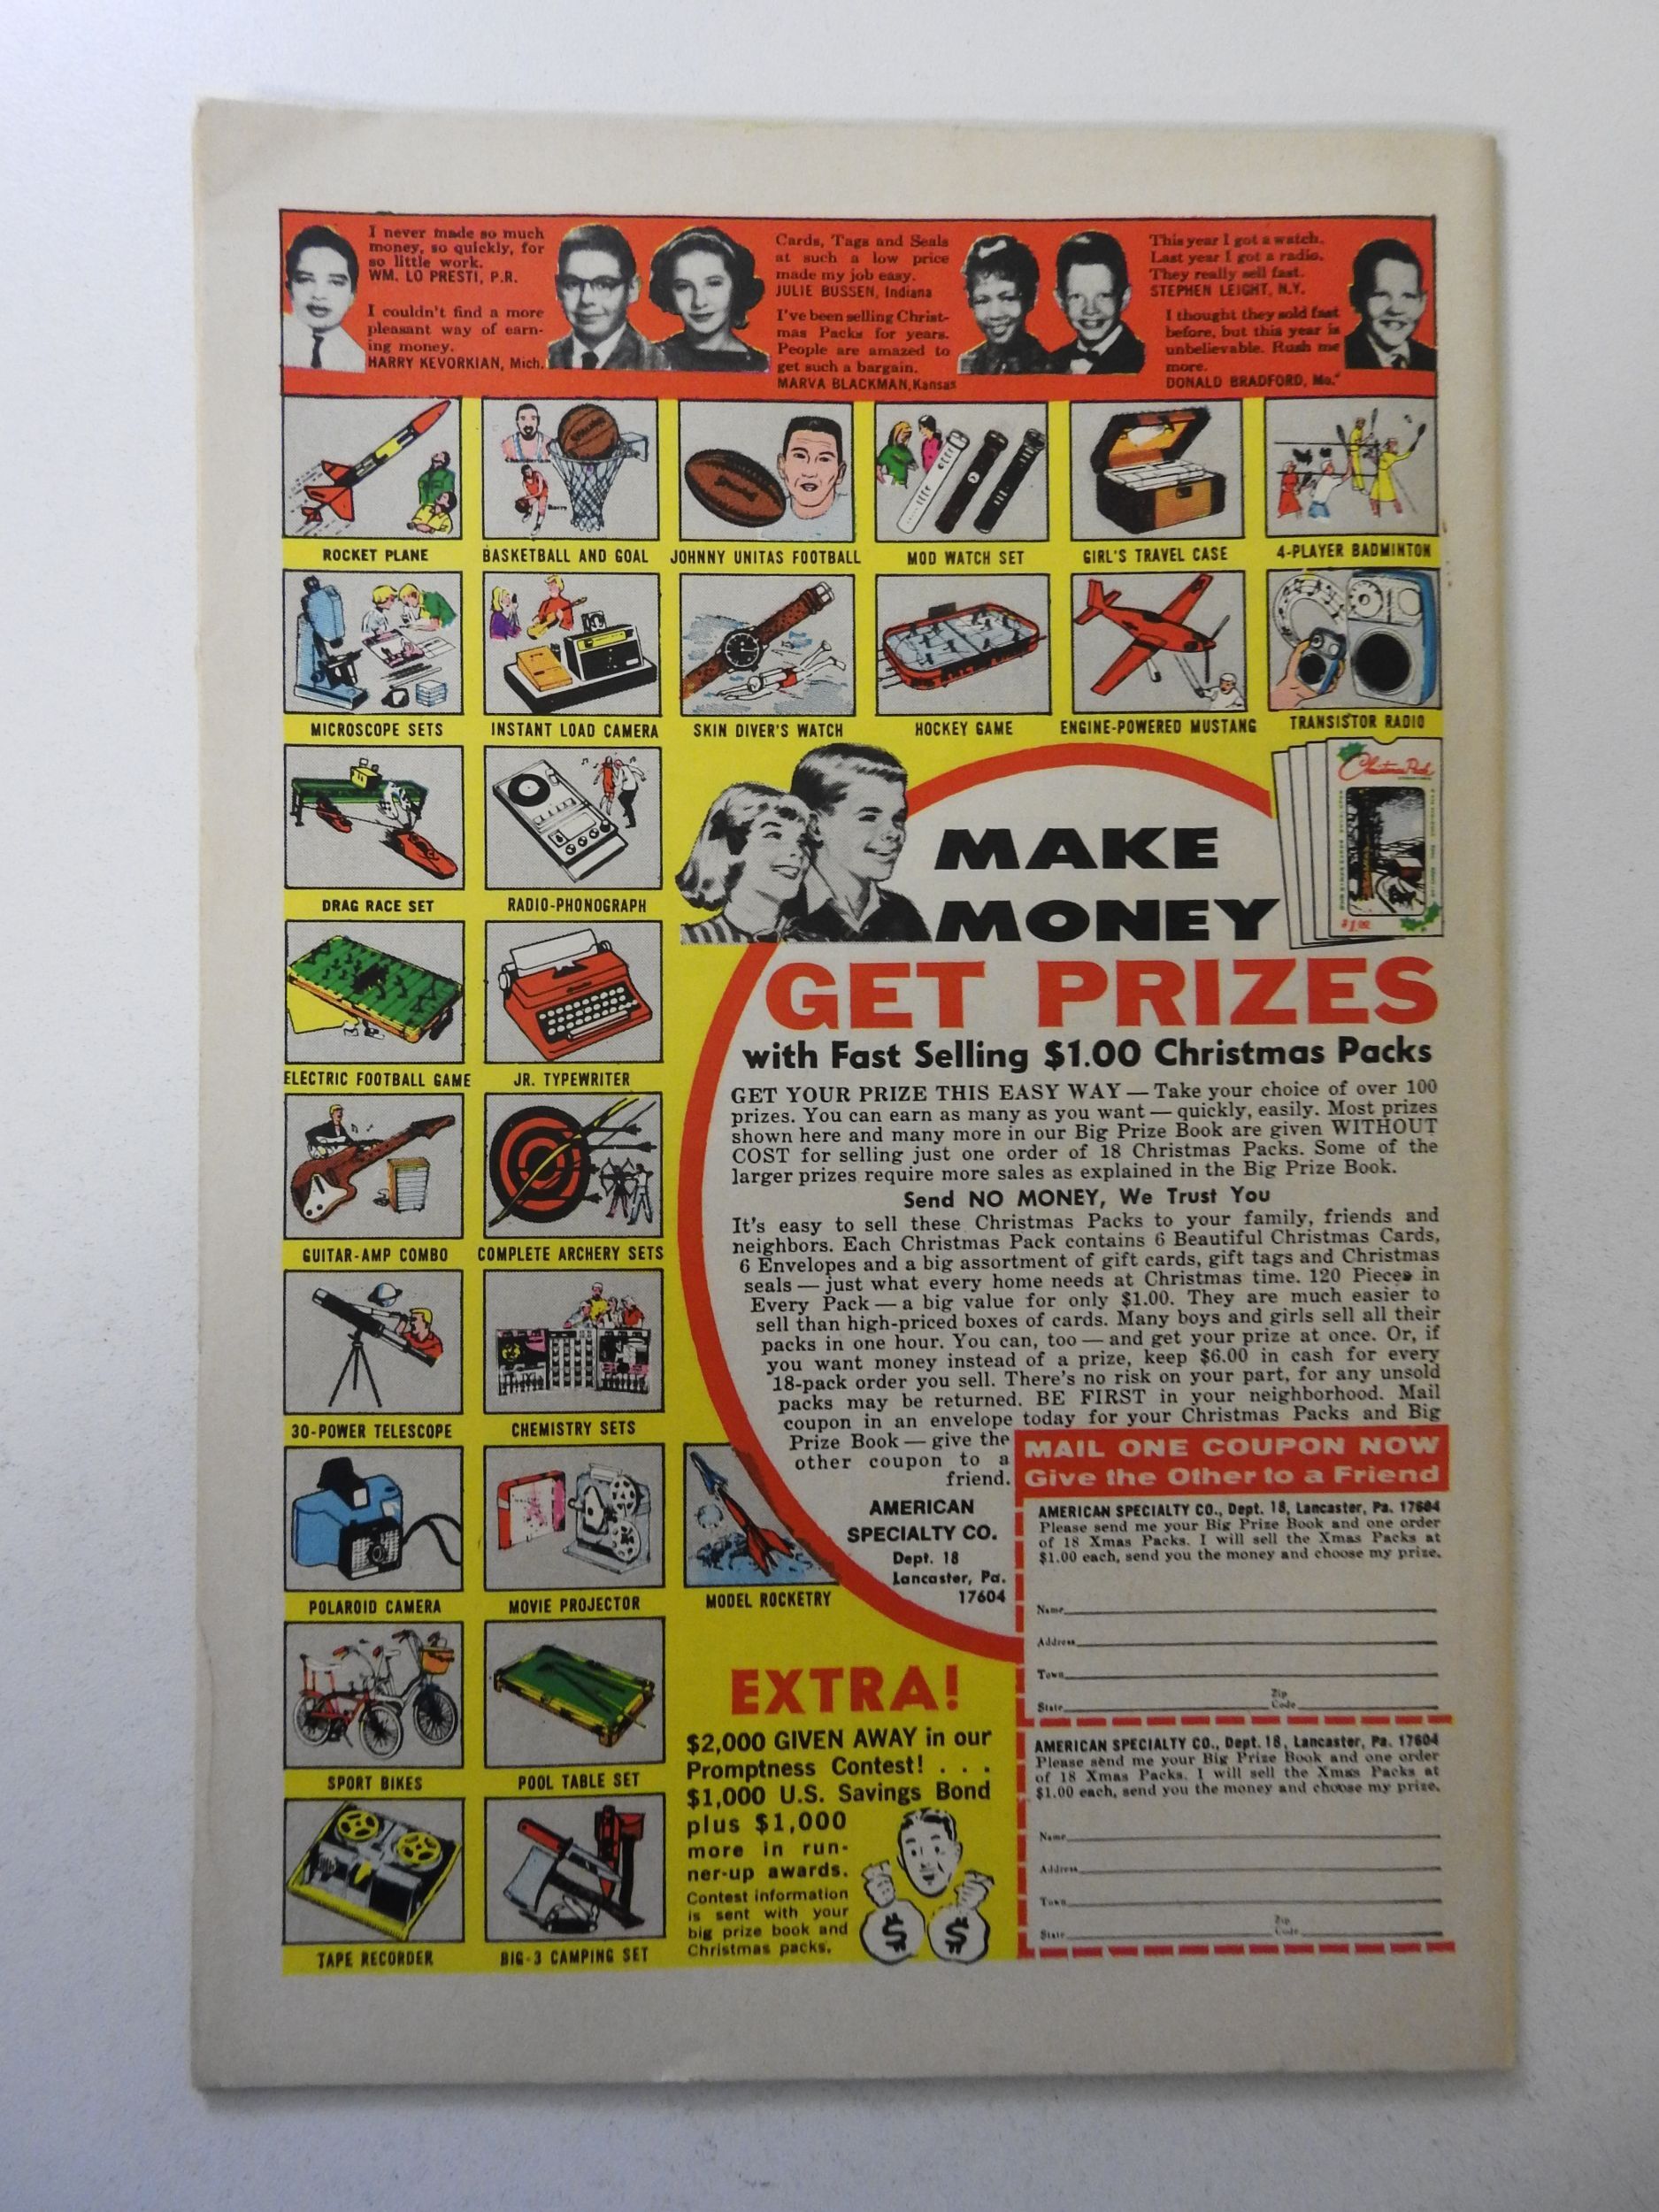 I never made so much
money, so quickly, for
so little work.
WM. LO PRESTI, P.R.
I couldn't find a more
pleasant way of earn-
ing money.
HARRY KEVORKIAN, Mich.
Cards, Tags and Seals
at such a low price
made my job easy.
JULIE BUSSEN, Indiana
I've been selling Christ-
mas Packs for years.
People are amazed to
get such a bargain.
MARVA BLACKMAN, Kansas
This year I got a watch.
Last year I got a radio.
They really sell fast.
STEPHEN LEIGHT, N.Y.
I thought they sold fast
before, but this year is
unbelievable. Rush me
more.
DONALD BRADFORD, Mo.
ROCKET PLANE
BASKETBALL AND GOAL
JOHNNY UNITAS FOOTBALL
MOD WATCH SET
GIRL'S TRAVEL CASE
4-PLAYER BADMINTON
MICROSCOPE SETS
INSTANT LOAD CAMERA
SKIN DIVER'S WATCH
HOCKEY GAME
ENGINE-POWERED MUSTANG
TRANSISTOR RADIO
DRAG RACE SET
RADIO-PHONOGRAPH
ELECTRIC FOOTBALL GAME
JR. TYPEWRITER
GUITAR-AMP COMBO
COMPLETE ARCHERY SETS
30-POWER TELESCOPE
CHEMISTRY SETS
POLAROID CAMERA
MOVIE PROJECTOR
MODEL ROCKETRY
SPORT BIKES
POOL TABLE SET
TAPE RECORDER
BIG-3 CAMPING SET
Christmas Pack
$1.00
MAKE
MONEY
GET PRIZES
with Fast Selling $1.00 Christmas Packs
GET YOUR PRIZE THIS EASY WAY — Take your choice of over 100
prizes. You can earn as many as you want — quickly, easily. Most prizes
shown here and many more in our Big Prize Book are given WITHOUT
COST for selling just one order of 18 Christmas Packs. Some of the
larger prizes require more sales as explained in the Big Prize Book.
Send NO MONEY, We Trust You
It's easy to sell these Christmas Packs to your family, friends and
neighbors. Each Christmas Pack contains 6 Beautiful Christmas Cards,
6 Envelopes and a big assortment of gift cards, gift tags and Christmas
seals — just what every home needs at Christmas time. 120 Pieces in
Every Pack — a big value for only $1.00. They are much easier to
sell than high-priced boxes of cards. Many boys and girls sell all their
packs in one hour. You can, too — and get your prize at once. Or, if
you want money instead of a prize, keep $6.00 in cash for every
18-pack order you sell. There's no risk on your part, for any unsold
packs may be returned. BE FIRST in your neighborhood. Mail
coupon in an envelope today for your Christmas Packs and Big
Prize Book — give the
other coupon to a
friend.
AMERICAN
SPECIALTY CO.
Dept. 18
Lancaster, Pa.
17604
EXTRA!
$2,000 GIVEN AWAY in our
Promptness Contest! . . .
$1,000 U.S. Savings Bond
plus $1,000
more in run-
ner-up awards.
Contest information
is sent with your
big prize book and
Christmas packs.
$ $
MAIL ONE COUPON NOW
Give the Other to a Friend
AMERICAN SPECIALTY CO., Dept. 18, Lancaster, Pa. 17604
Please send me your Big Prize Book and one order
of 18 Xmas Packs. I will sell the Xmas Packs at
$1.00 each, send you the money and choose my prize.
Name
Address
Town
State Zip Code
AMERICAN SPECIALTY CO., Dept. 18, Lancaster, Pa. 17604
Please send me your Big Prize Book and one order
of 18 Xmas Packs. I will sell the Xmas Packs at
$1.00 each, send you the money and choose my prize.
Name
Address
Town
State Zip Code